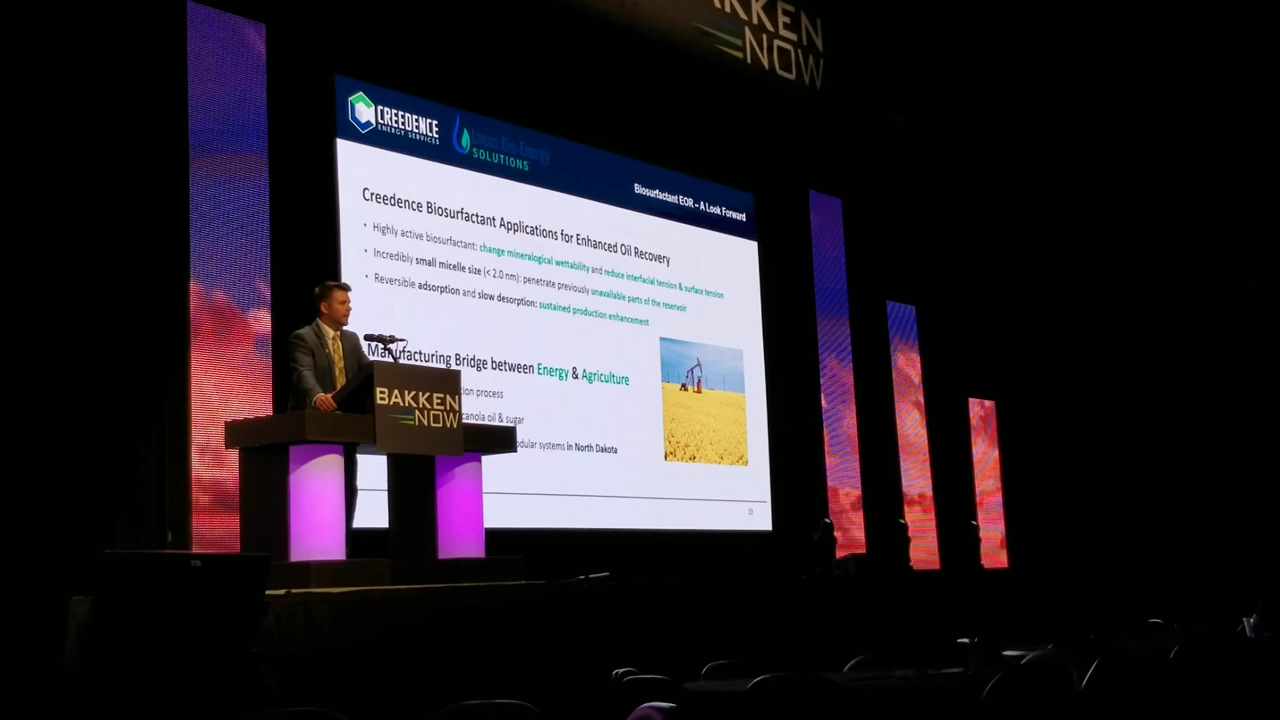 BAKKEN
NOW
CREEDENCE
ENERGY SERVICES
Locus Bio-Energy
SOLUTIONS
Biosurfactant EOR – A Look Forward
Creedence Biosurfactant Applications for Enhanced Oil Recovery
• Highly active biosurfactant: change mineralogical wettability and reduce interfacial tension & surface tension
• Incredibly small micelle size (< 2.0 nm): penetrate previously unavailable parts of the reservoir
• Reversible adsorption and slow desorption: sustained production enhancement
Manufacturing Bridge between Energy & Agriculture
process
canola oil & sugar
systems in North Dakota
BAKKEN
NOW